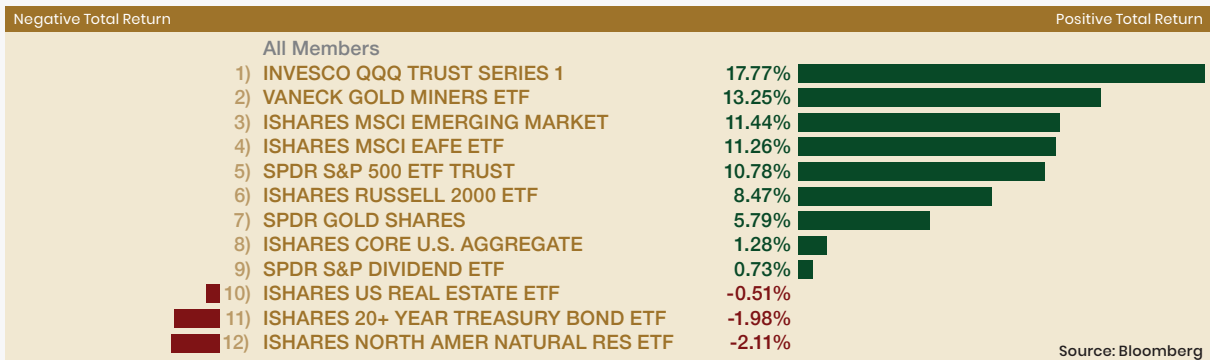 Negative Total Return Positive Total Return
All Members
1) INVESCO QQQ TRUST SERIES 1 17.77%
2) VANECK GOLD MINERS ETF 13.25%
3) ISHARES MSCI EMERGING MARKET 11.44%
4) ISHARES MSCI EAFE ETF 11.26%
5) SPDR S&P 500 ETF TRUST 10.78%
6) ISHARES RUSSELL 2000 ETF 8.47%
7) SPDR GOLD SHARES 5.79%
8) ISHARES CORE U.S. AGGREGATE 1.28%
9) SPDR S&P DIVIDEND ETF 0.73%
10) ISHARES US REAL ESTATE ETF -0.51%
11) ISHARES 20+ YEAR TREASURY BOND ETF -1.98%
12) ISHARES NORTH AMER NATURAL RES ETF -2.11%
Source: Bloomberg